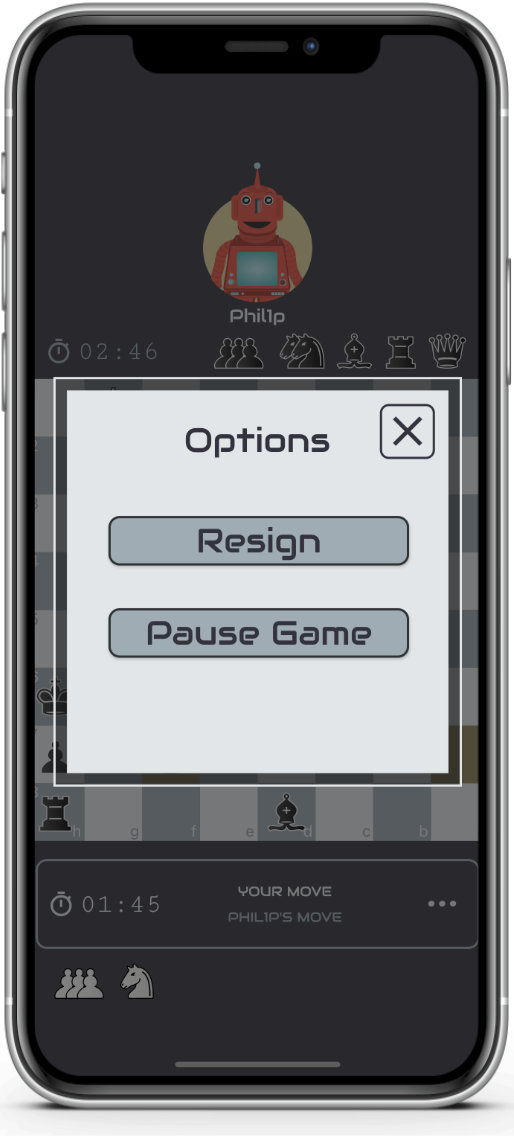 Phil1p
02:46
Options
Resign
Pause Game
h g f e d c b
01:45
YOUR MOVE
PHIL1P'S MOVE